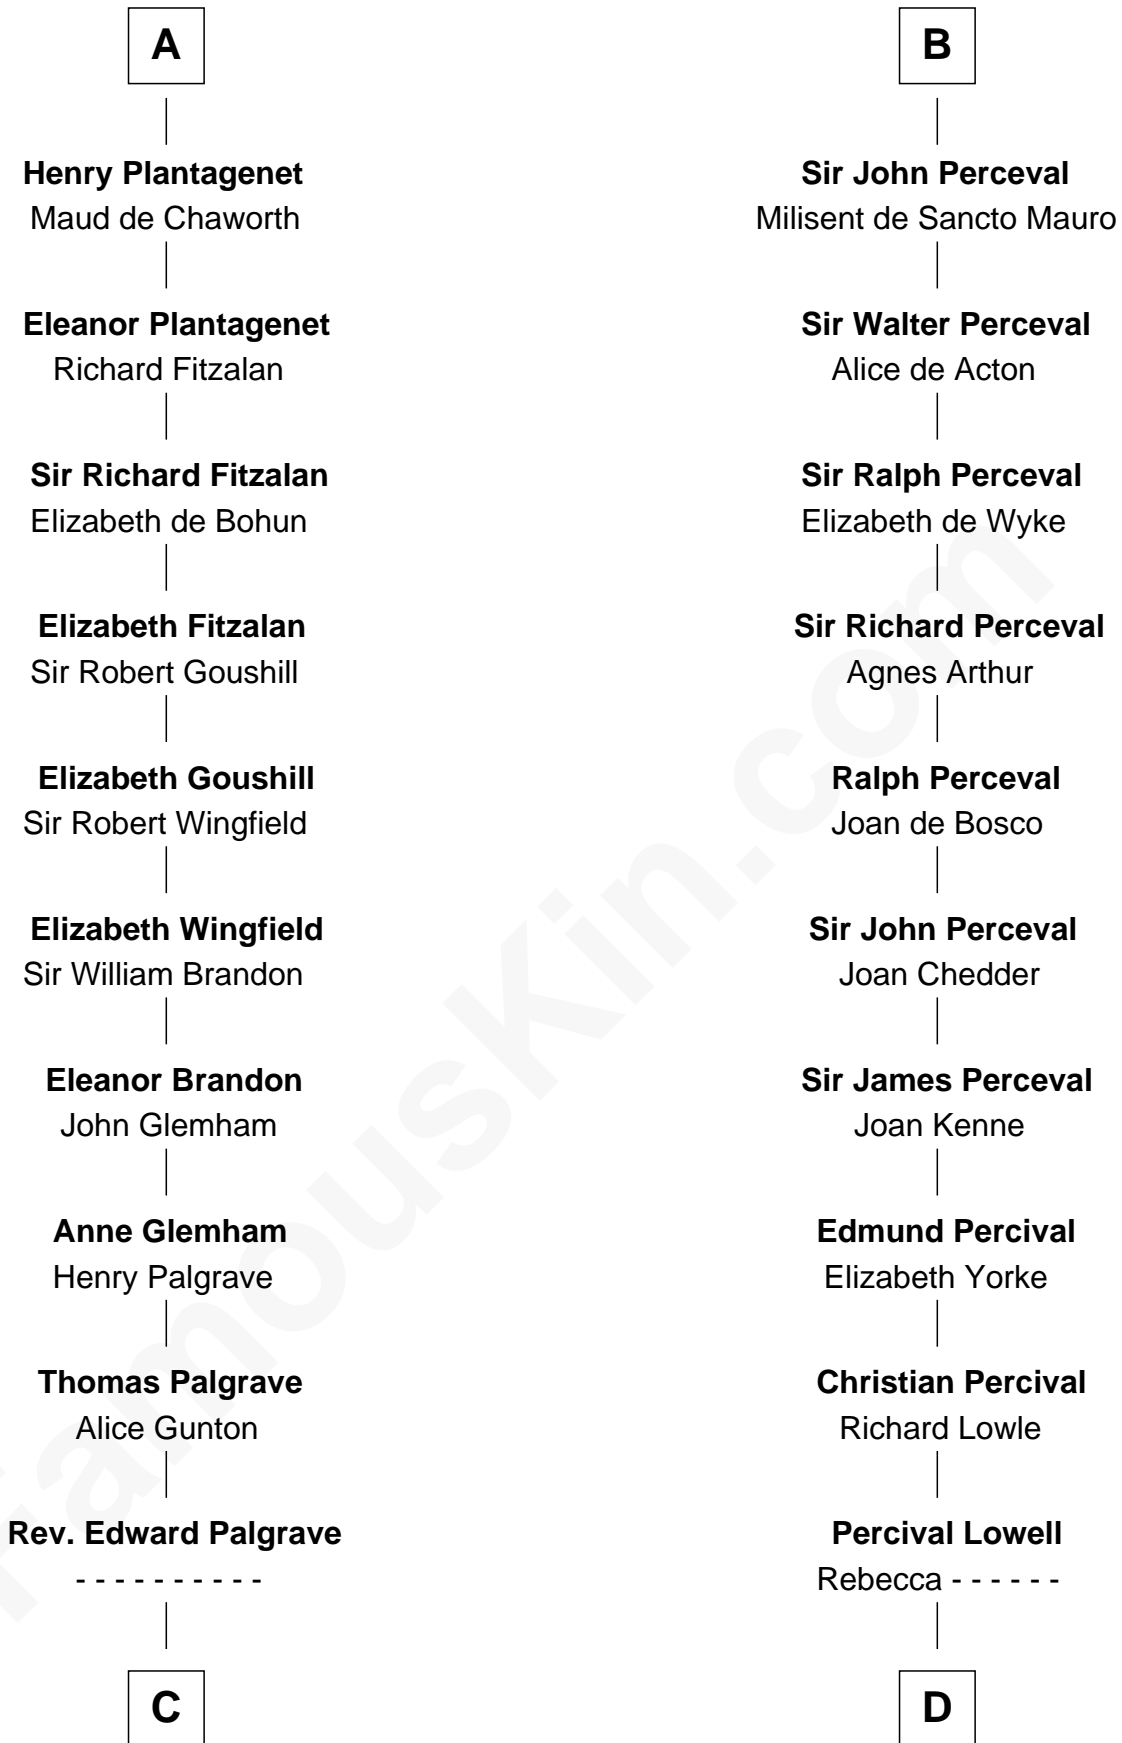 A
Henry Plantagenet
Maud de Chaworth
Eleanor Plantagenet
Richard Fitzalan
Sir Richard Fitzalan
Elizabeth de Bohun
Elizabeth Fitzalan
Sir Robert Goushill
Elizabeth Goushill
Sir Robert Wingfield
Elizabeth Wingfield
Sir William Brandon
Eleanor Brandon
John Glemham
Anne Glemham
Henry Palgrave
Thomas Palgrave
Alice Gunton
Rev. Edward Palgrave
- - - - - - - - - -
C
B
Sir John Perceval
Milisent de Sancto Mauro
Sir Walter Perceval
Alice de Acton
Sir Ralph Perceval
Elizabeth de Wyke
Sir Richard Perceval
Agnes Arthur
Ralph Perceval
Joan de Bosco
Sir John Perceval
Joan Chedder
Sir James Perceval
Joan Kenne
Edmund Percival
Elizabeth Yorke
Christian Percival
Richard Lowle
Percival Lowell
Rebecca - - - - - -
D
FamousKin.com